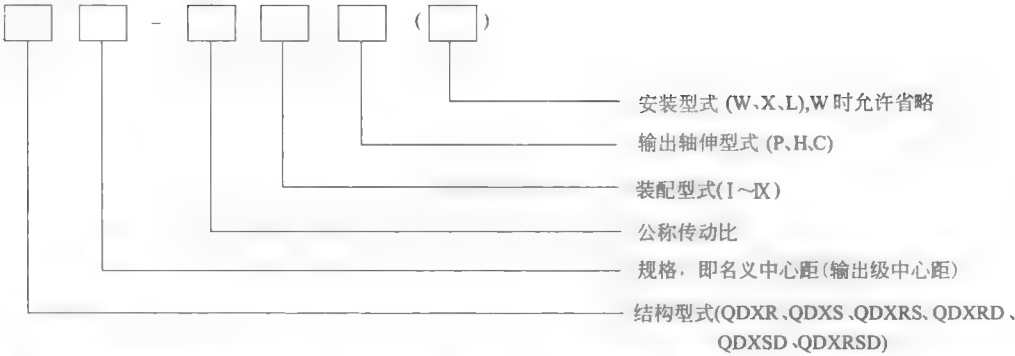 - ( )
安装型式 (W、X、L),W 时允许省略
输出轴伸型式 (P、H、C)
装配型式(Ⅰ~Ⅸ)
公称传动比
规格,即名义中心距(输出级中心距)
结构型式(QDXR、QDXS、QDXRS、QDXRD、
QDXSD、QDXRSD)